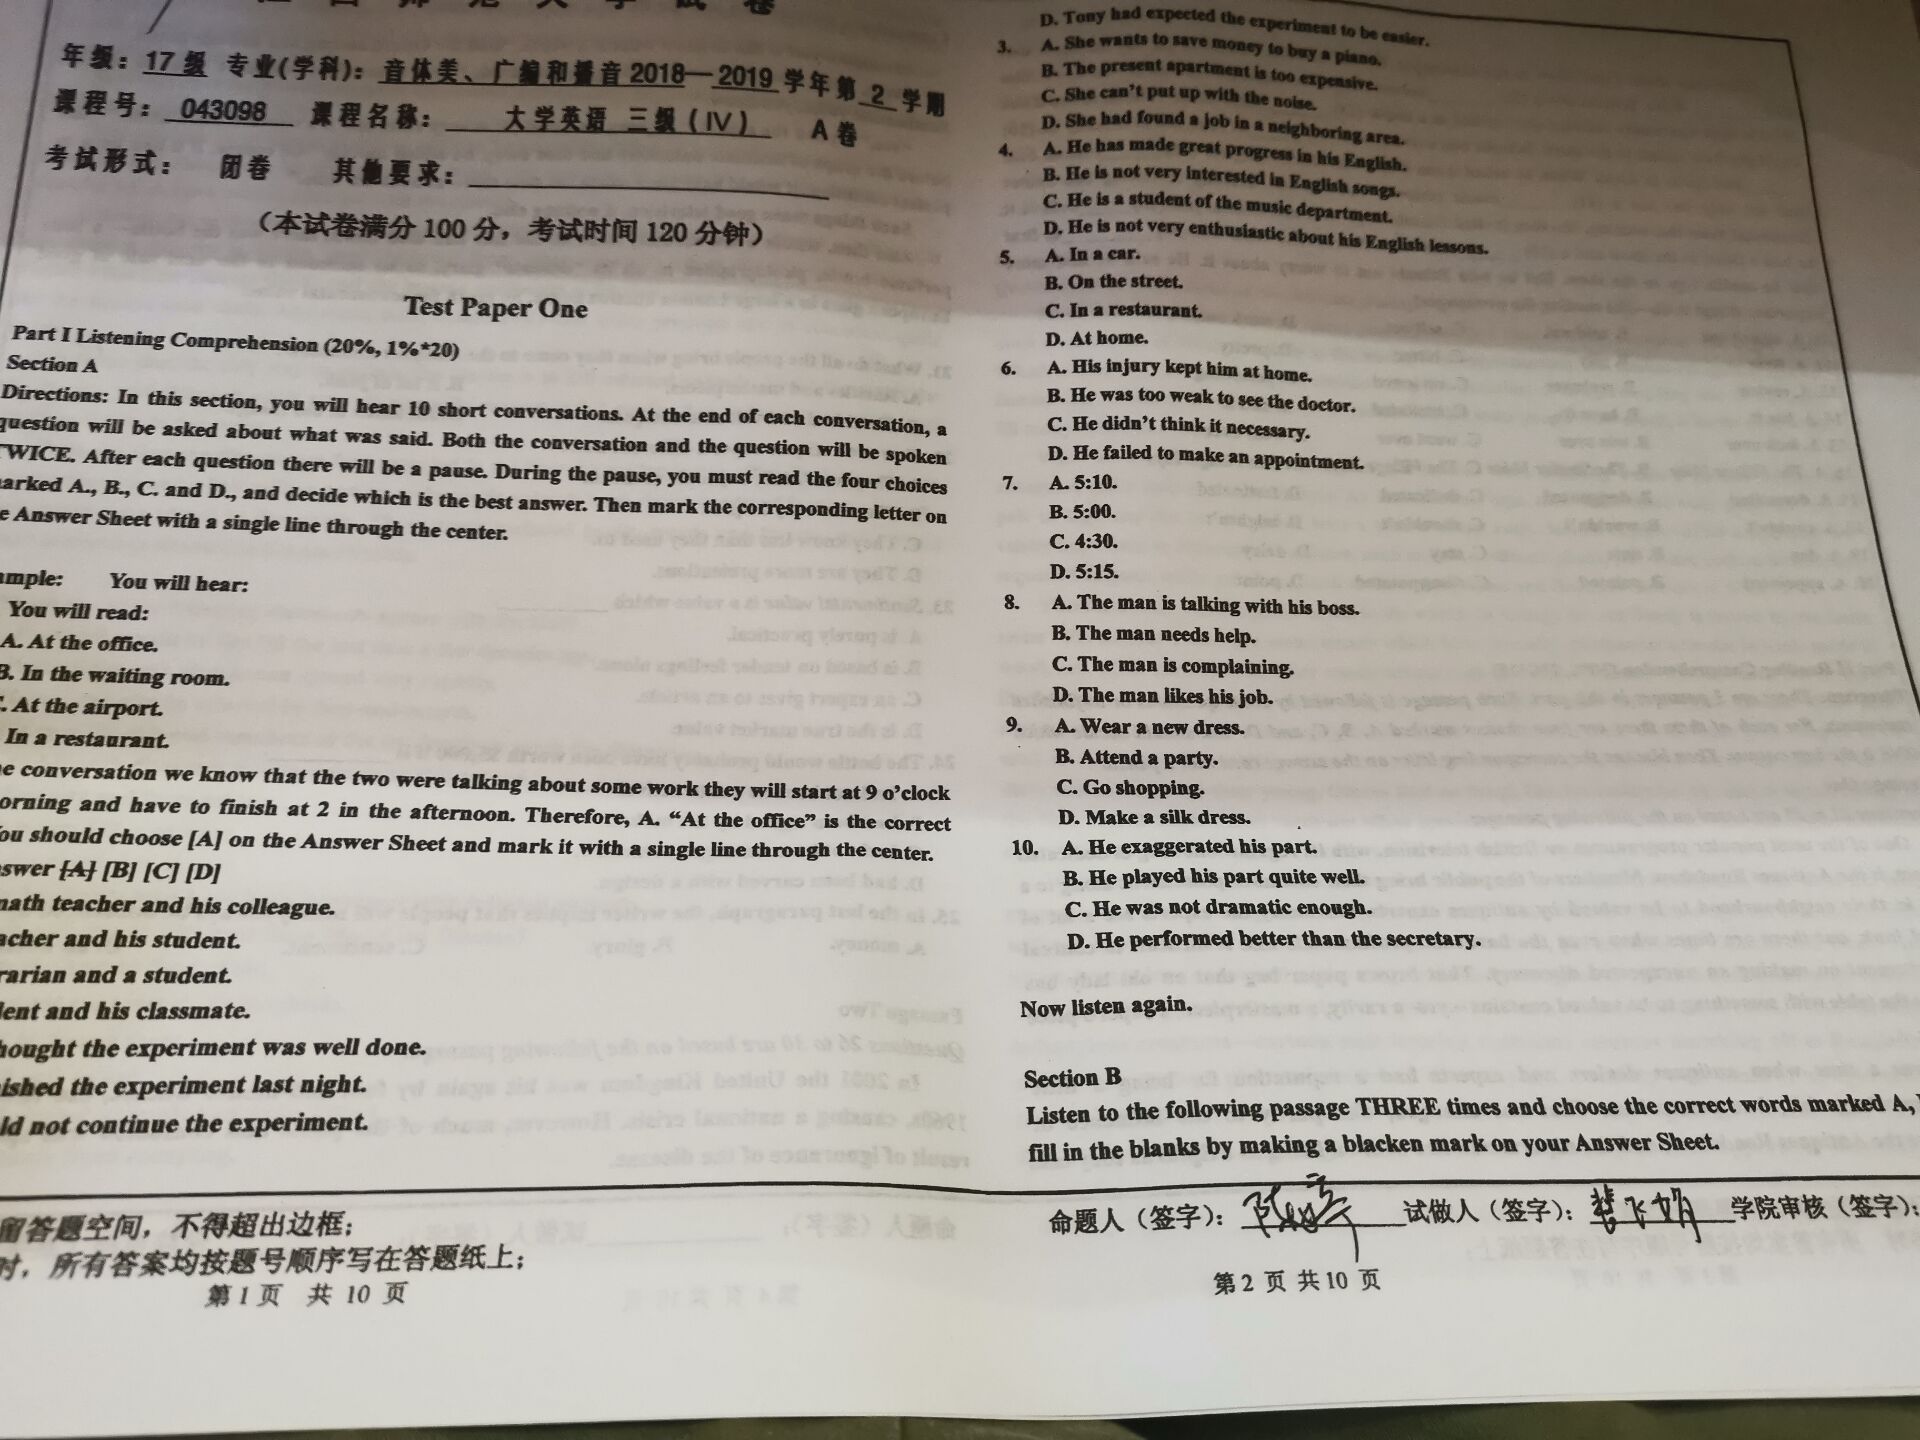 江西师范大学试卷
年级：17级 专业(学科)：音体美、广编和播音 2018—2019 学年第 2 学期
课程号： 043098 课程名称： 大学英语 三级（IV） A卷
考试形式： 闭卷 其他要求：
（本试卷满分 100 分，考试时间 120 分钟）
Test Paper One
Part I Listening Comprehension (20%, 1%*20)
Section A
Directions: In this section, you will hear 10 short conversations. At the end of each conversation, a
question will be asked about what was said. Both the conversation and the question will be spoken
TWICE. After each question there will be a pause. During the pause, you must read the four choices
marked A., B., C. and D., and decide which is the best answer. Then mark the corresponding letter on
e Answer Sheet with a single line through the center.
ample: You will hear:
You will read:
A. At the office.
B. In the waiting room.
C. At the airport.
In a restaurant.
e conversation we know that the two were talking about some work they will start at 9 o'clock
orning and have to finish at 2 in the afternoon. Therefore, A. “At the office” is the correct
ou should choose [A] on the Answer Sheet and mark it with a single line through the center.
swer [A] [B] [C] [D]
math teacher and his colleague.
acher and his student.
rarian and a student.
dent and his classmate.
hought the experiment was well done.
ished the experiment last night.
ld not continue the experiment.
留答题空间，不得超出边框；
时，所有答案均按题号顺序写在答题纸上；
第 1 页 共 10 页
D. Tony had expected the experiment to be easier.
3. A. She wants to save money to buy a piano.
B. The present apartment is too expensive.
C. She can't put up with the noise.
D. She had found a job in a neighboring area.
4. A. He has made great progress in his English.
B. He is not very interested in English songs.
C. He is a student of the music department.
D. He is not very enthusiastic about his English lessons.
5. A. In a car.
B. On the street.
C. In a restaurant.
D. At home.
6. A. His injury kept him at home.
B. He was too weak to see the doctor.
C. He didn't think it necessary.
D. He failed to make an appointment.
7. A. 5:10.
B. 5:00.
C. 4:30.
D. 5:15.
8. A. The man is talking with his boss.
B. The man needs help.
C. The man is complaining.
D. The man likes his job.
9. A. Wear a new dress.
B. Attend a party.
C. Go shopping.
D. Make a silk dress.
10. A. He exaggerated his part.
B. He played his part quite well.
C. He was not dramatic enough.
D. He performed better than the secretary.
Now listen again.
Section B
Listen to the following passage THREE times and choose the correct words marked A,
fill in the blanks by making a blacken mark on your Answer Sheet.
命题人（签字）： 试做人（签字）： 学院审核（签字）：
第 2 页 共 10 页